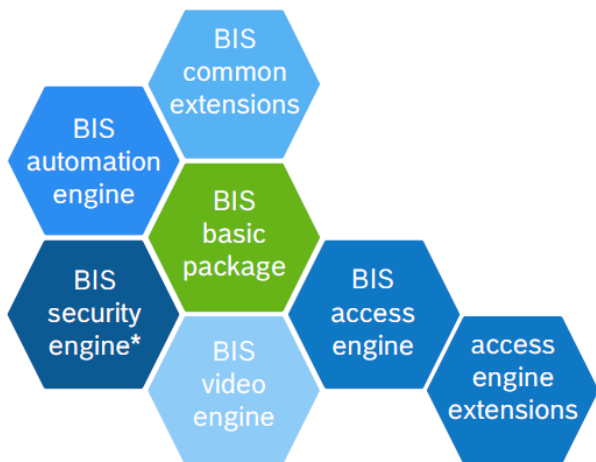 BIS
common
extensions
BIS
automation
engine
BIS
basic
package
BIS
security
engine*
BIS
access
engine
BIS
video
engine
access
engine
extensions